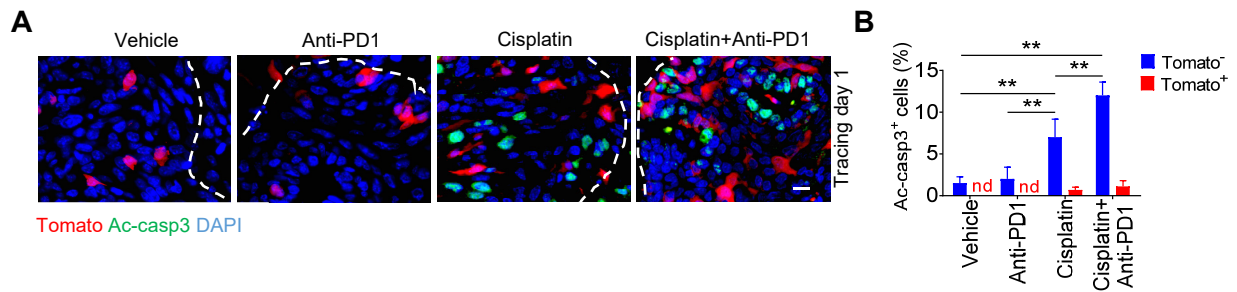 A
Vehicle
Anti-PD1
Cisplatin
Cisplatin+Anti-PD1
Tracing day 1
Tomato Ac-casp3 DAPI
B
Ac-casp3+ cells (%)
15
10
5
0
**
**
**
**
nd
nd
Tomato-
Tomato+
Vehicle
Anti-PD1
Cisplatin
Cisplatin+
Anti-PD1